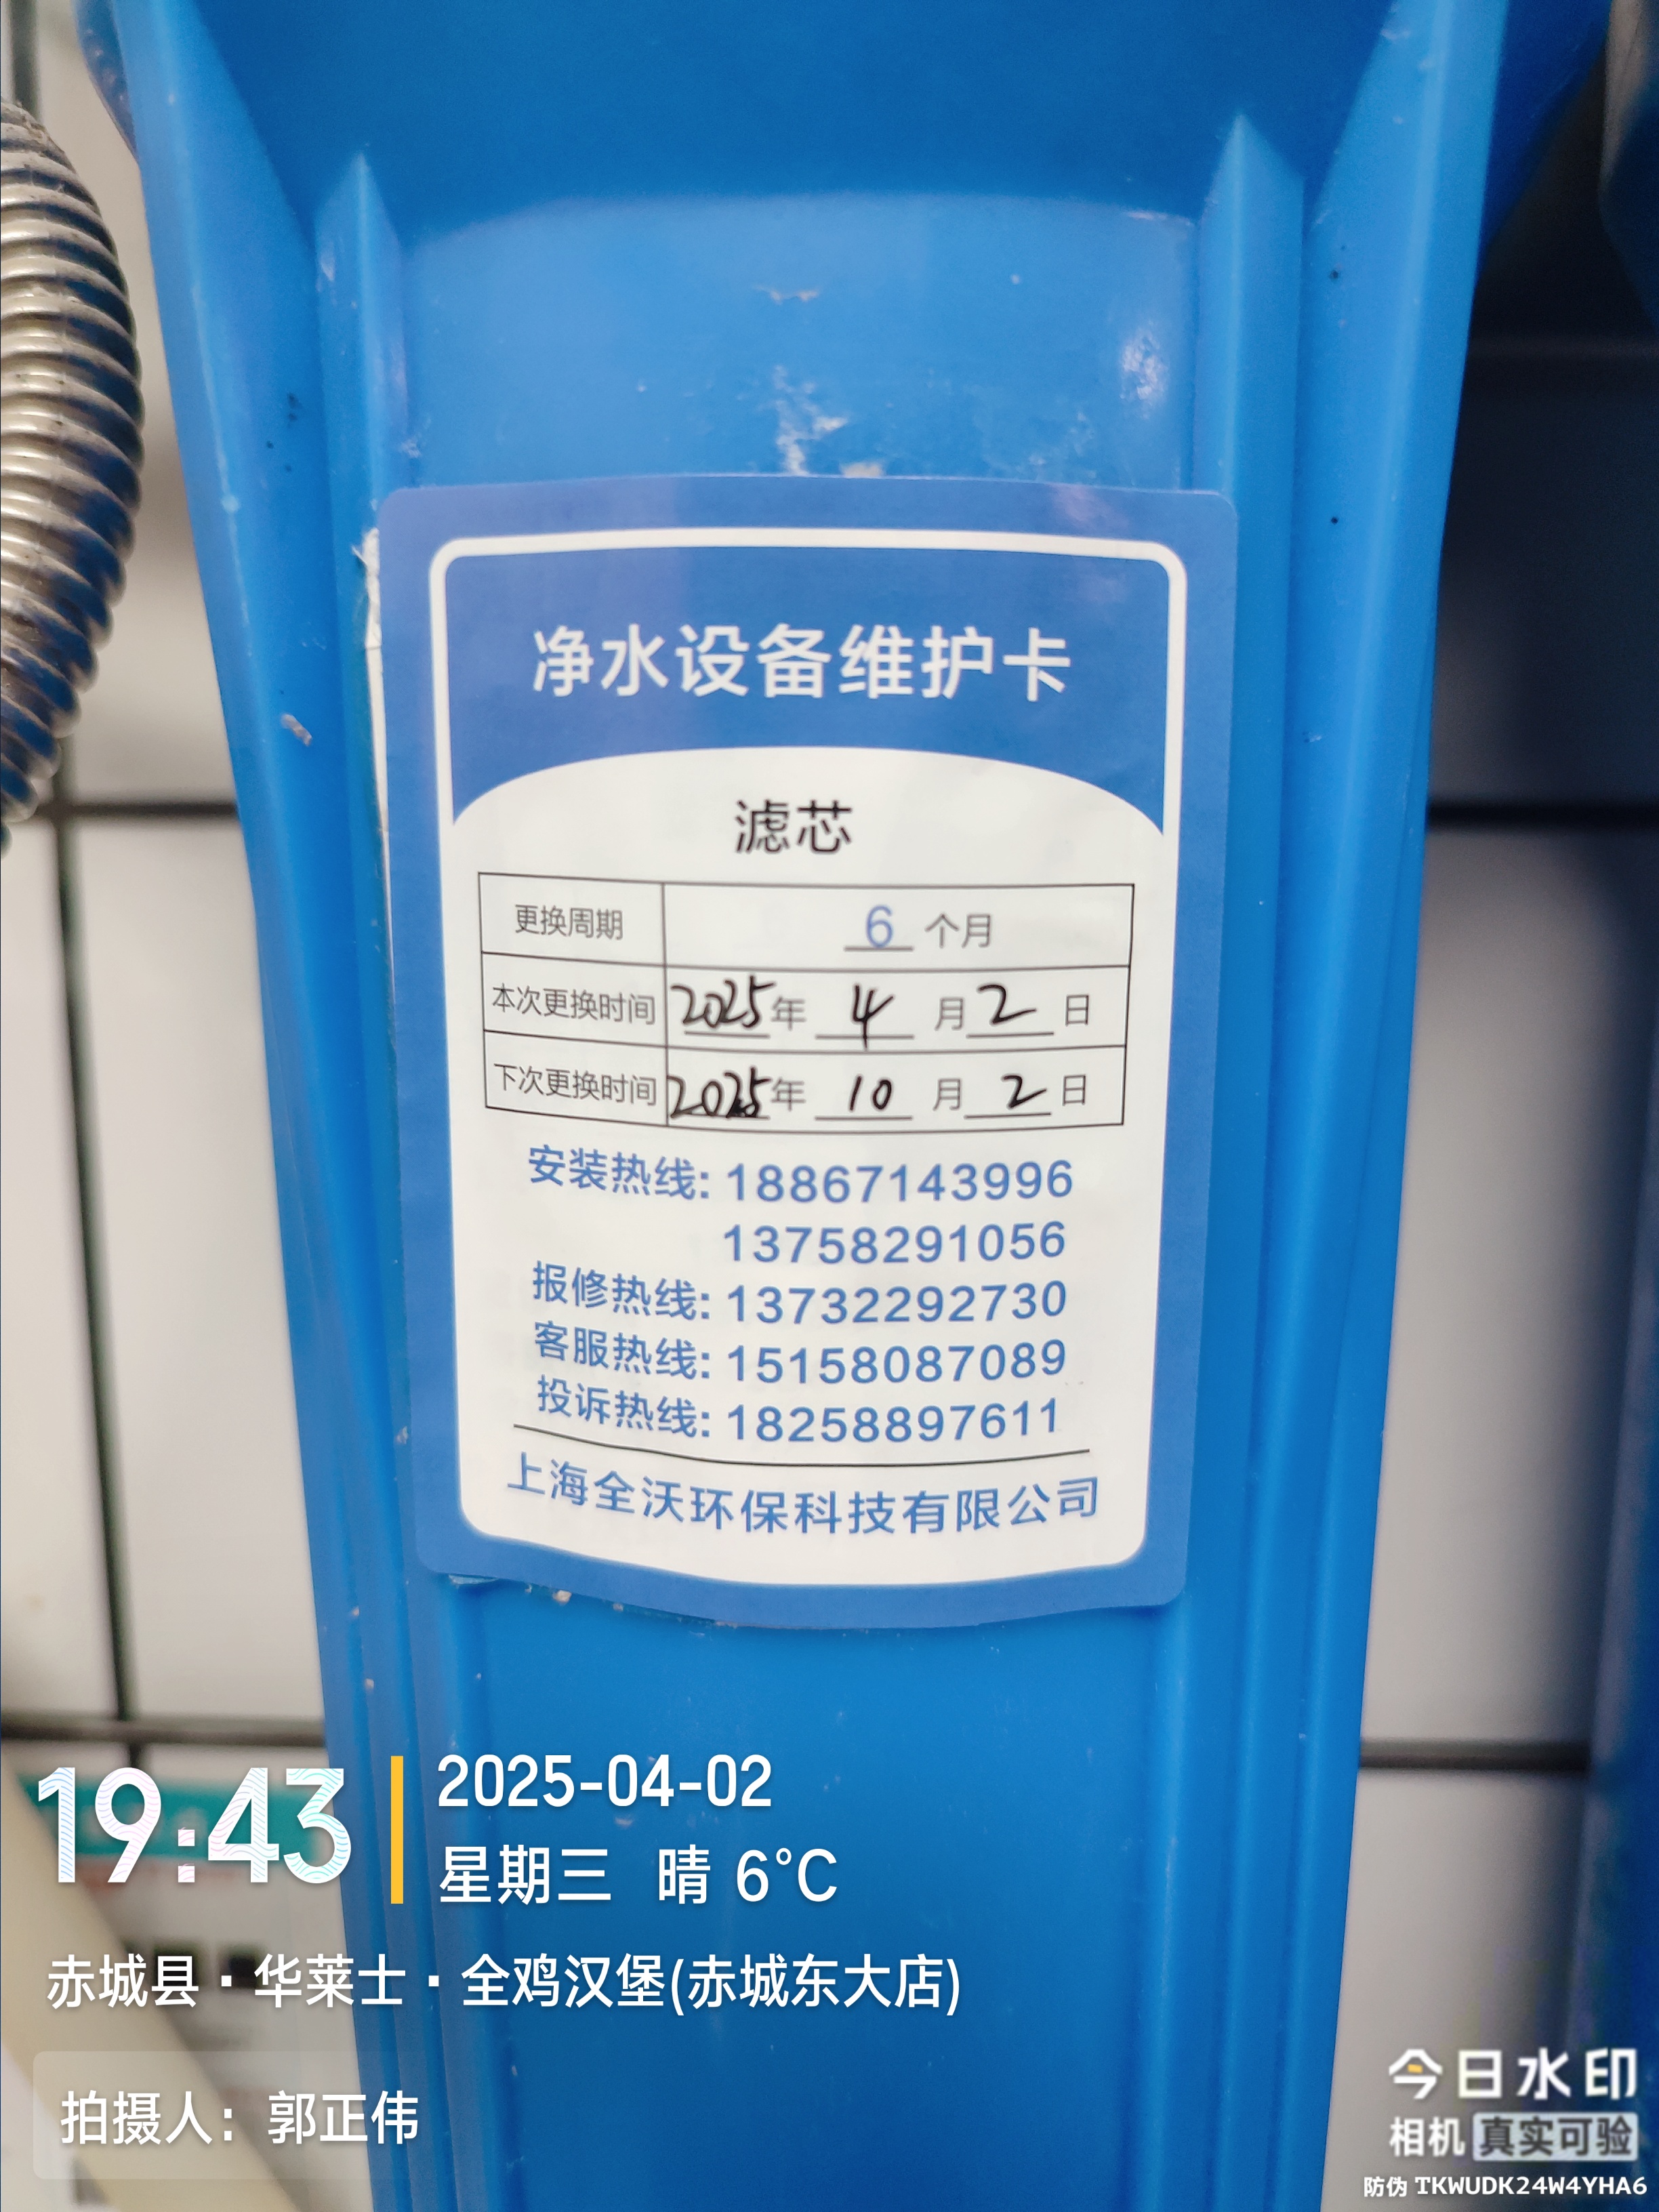 净水设备维护卡
滤芯
更换周期 6 个月
本次更换时间 2025年 4 月 2 日
下次更换时间 2025年 10 月 2 日
安装热线: 18867143996
13758291056
报修热线: 13732292730
客服热线: 15158087089
投诉热线: 18258897611
上海全沃环保科技有限公司
19:43
2025-04-02
星期三 晴 6°C
赤城县·华莱士·全鸡汉堡(赤城东大店)
拍摄人: 郭正伟
今日水印
相机 真实可验
防伪 TKWUDK24W4YHA6